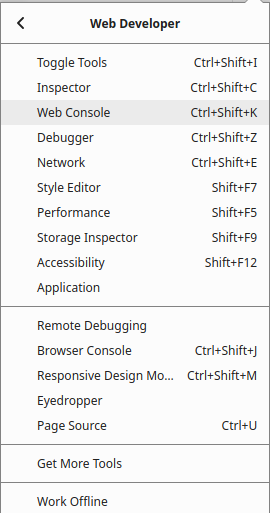 Web Developer
Toggle Tools Ctrl+Shift+I
Inspector Ctrl+Shift+C
Web Console Ctrl+Shift+K
Debugger Ctrl+Shift+Z
Network Ctrl+Shift+E
Style Editor Shift+F7
Performance Shift+F5
Storage Inspector Shift+F9
Accessibility Shift+F12
Application
Remote Debugging
Browser Console Ctrl+Shift+J
Responsive Design Mo... Ctrl+Shift+M
Eyedropper
Page Source Ctrl+U
Get More Tools
Work Offline